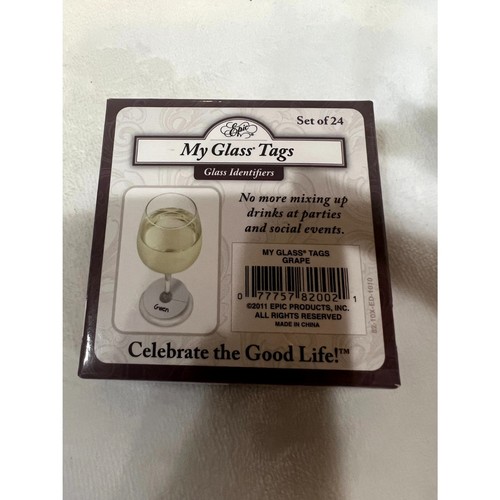 Epic
Set of 24
My Glass® Tags
Glass Identifiers
No more mixing up
drinks at parties
and social events.
MY GLASS® TAGS
GRAPE
0 77757 82002 1
©2011 EPIC PRODUCTS, INC.
ALL RIGHTS RESERVED
MADE IN CHINA
Gwen
Celebrate the Good Life!™